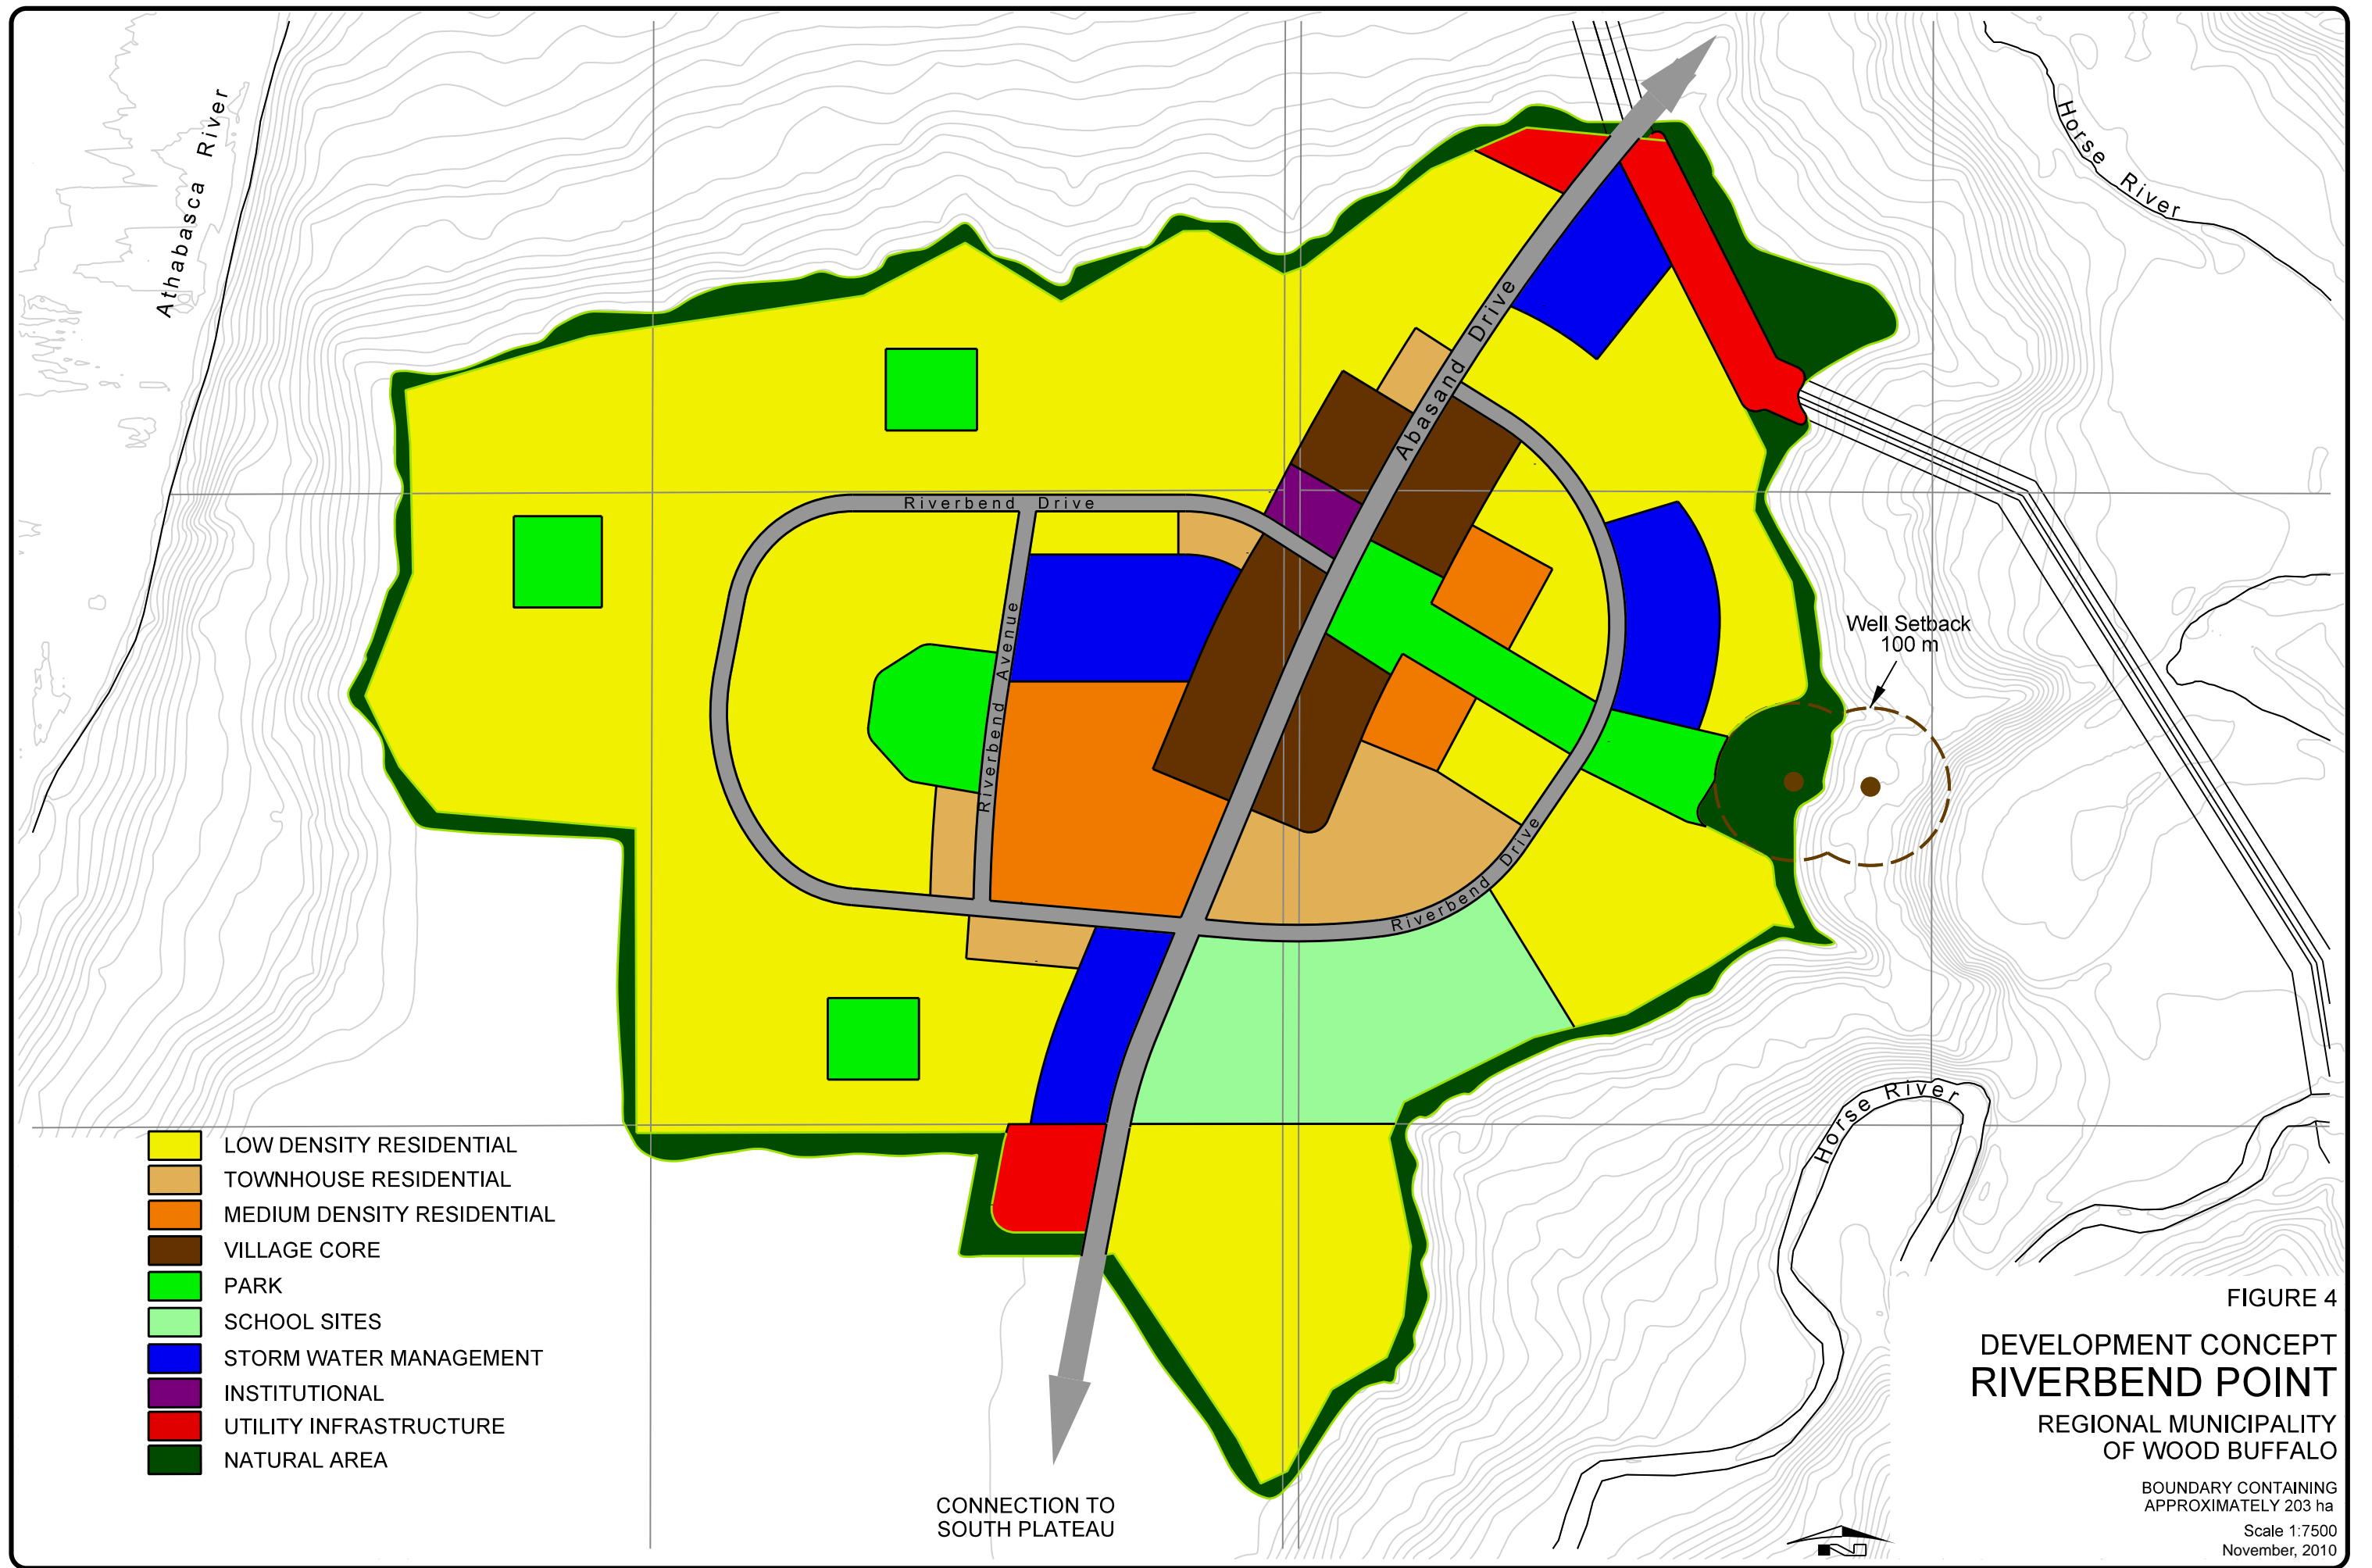 Athabasca River
Horse River
Abasand Drive
Riverbend Drive
Riverbend Avenue
Well Setback
100 m
Riverbend Drive
Horse River
LOW DENSITY RESIDENTIAL
TOWNHOUSE RESIDENTIAL
MEDIUM DENSITY RESIDENTIAL
VILLAGE CORE
PARK
SCHOOL SITES
STORM WATER MANAGEMENT
INSTITUTIONAL
UTILITY INFRASTRUCTURE
NATURAL AREA
CONNECTION TO
SOUTH PLATEAU
FIGURE 4
DEVELOPMENT CONCEPT
RIVERBEND POINT
REGIONAL MUNICIPALITY
OF WOOD BUFFALO
BOUNDARY CONTAINING
APPROXIMATELY 203 ha
Scale 1:7500
November, 2010
N